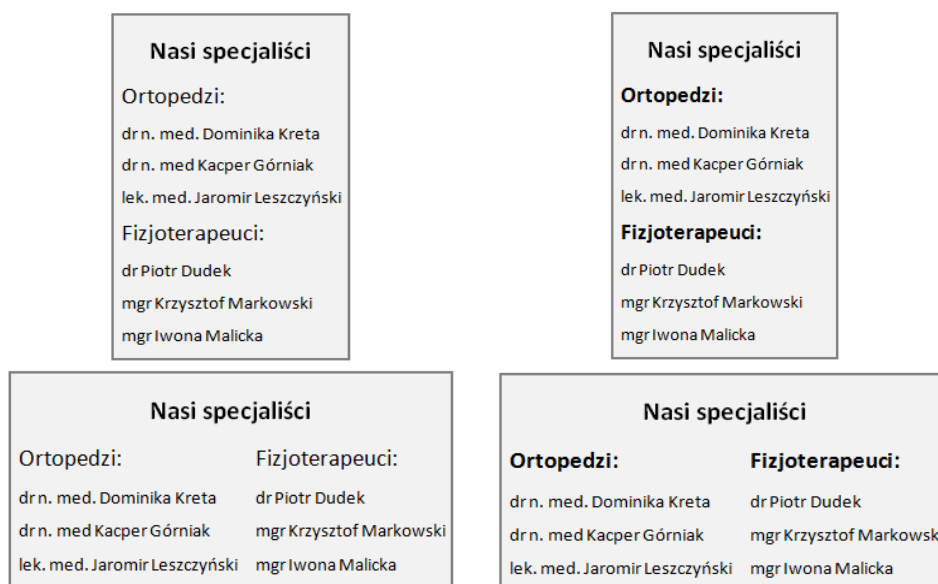 Nasi specjaliści
Ortopedzi:
dr n. med. Dominika Kreta
dr n. med Kacper Górniak
lek. med. Jaromir Leszczyński
Fizjoterapeuci:
dr Piotr Dudek
mgr Krzysztof Markowski
mgr Iwona Malicka
Nasi specjaliści
Ortopedzi:
dr n. med. Dominika Kreta
dr n. med Kacper Górniak
lek. med. Jaromir Leszczyński
Fizjoterapeuci:
dr Piotr Dudek
mgr Krzysztof Markowski
mgr Iwona Malicka
Nasi specjaliści
Ortopedzi: Fizjoterapeuci:
dr n. med. Dominika Kreta dr Piotr Dudek
dr n. med Kacper Górniak mgr Krzysztof Markowski
lek. med. Jaromir Leszczyński mgr Iwona Malicka
Nasi specjaliści
Ortopedzi: Fizjoterapeuci:
dr n. med. Dominika Kreta dr Piotr Dudek
dr n. med Kacper Górniak mgr Krzysztof Markowsk
lek. med. Jaromir Leszczyński mgr Iwona Malicka